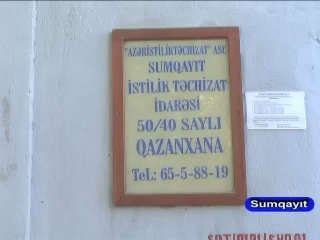 "AZƏRİSTİLİKTƏCHİZAT" ASC
SUMQAYIT
İSTİLİK TƏCHİZAT
İDARƏSİ
50/40 SAYLI
QAZANXANA
TeL: 65-5-88-19
Sumqayıt